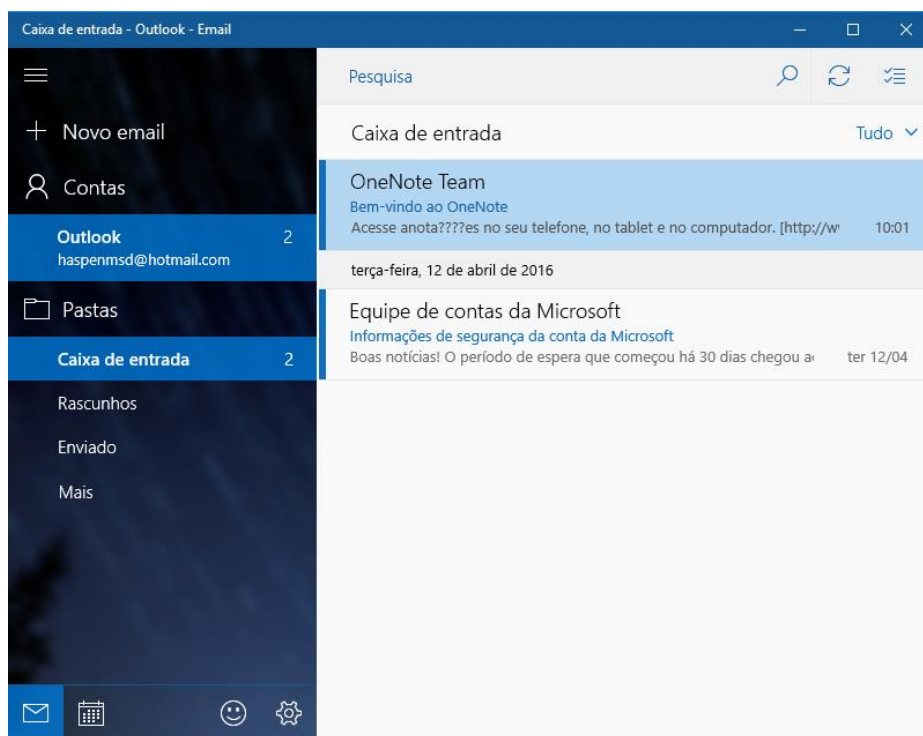 Caixa de entrada - Outlook - Email
Novo email
Contas
Outlook 2
haspenmsd@hotmail.com
Pastas
Caixa de entrada 2
Rascunhos
Enviado
Mais
Pesquisa
Caixa de entrada Tudo
OneNote Team
Bem-vindo ao OneNote
Acesse anota????es no seu telefone, no tablet e no computador. [http://w 10:01
terça-feira, 12 de abril de 2016
Equipe de contas da Microsoft
Informações de segurança da conta da Microsoft
Boas notícias! O período de espera que começou há 30 dias chegou a ter 12/04